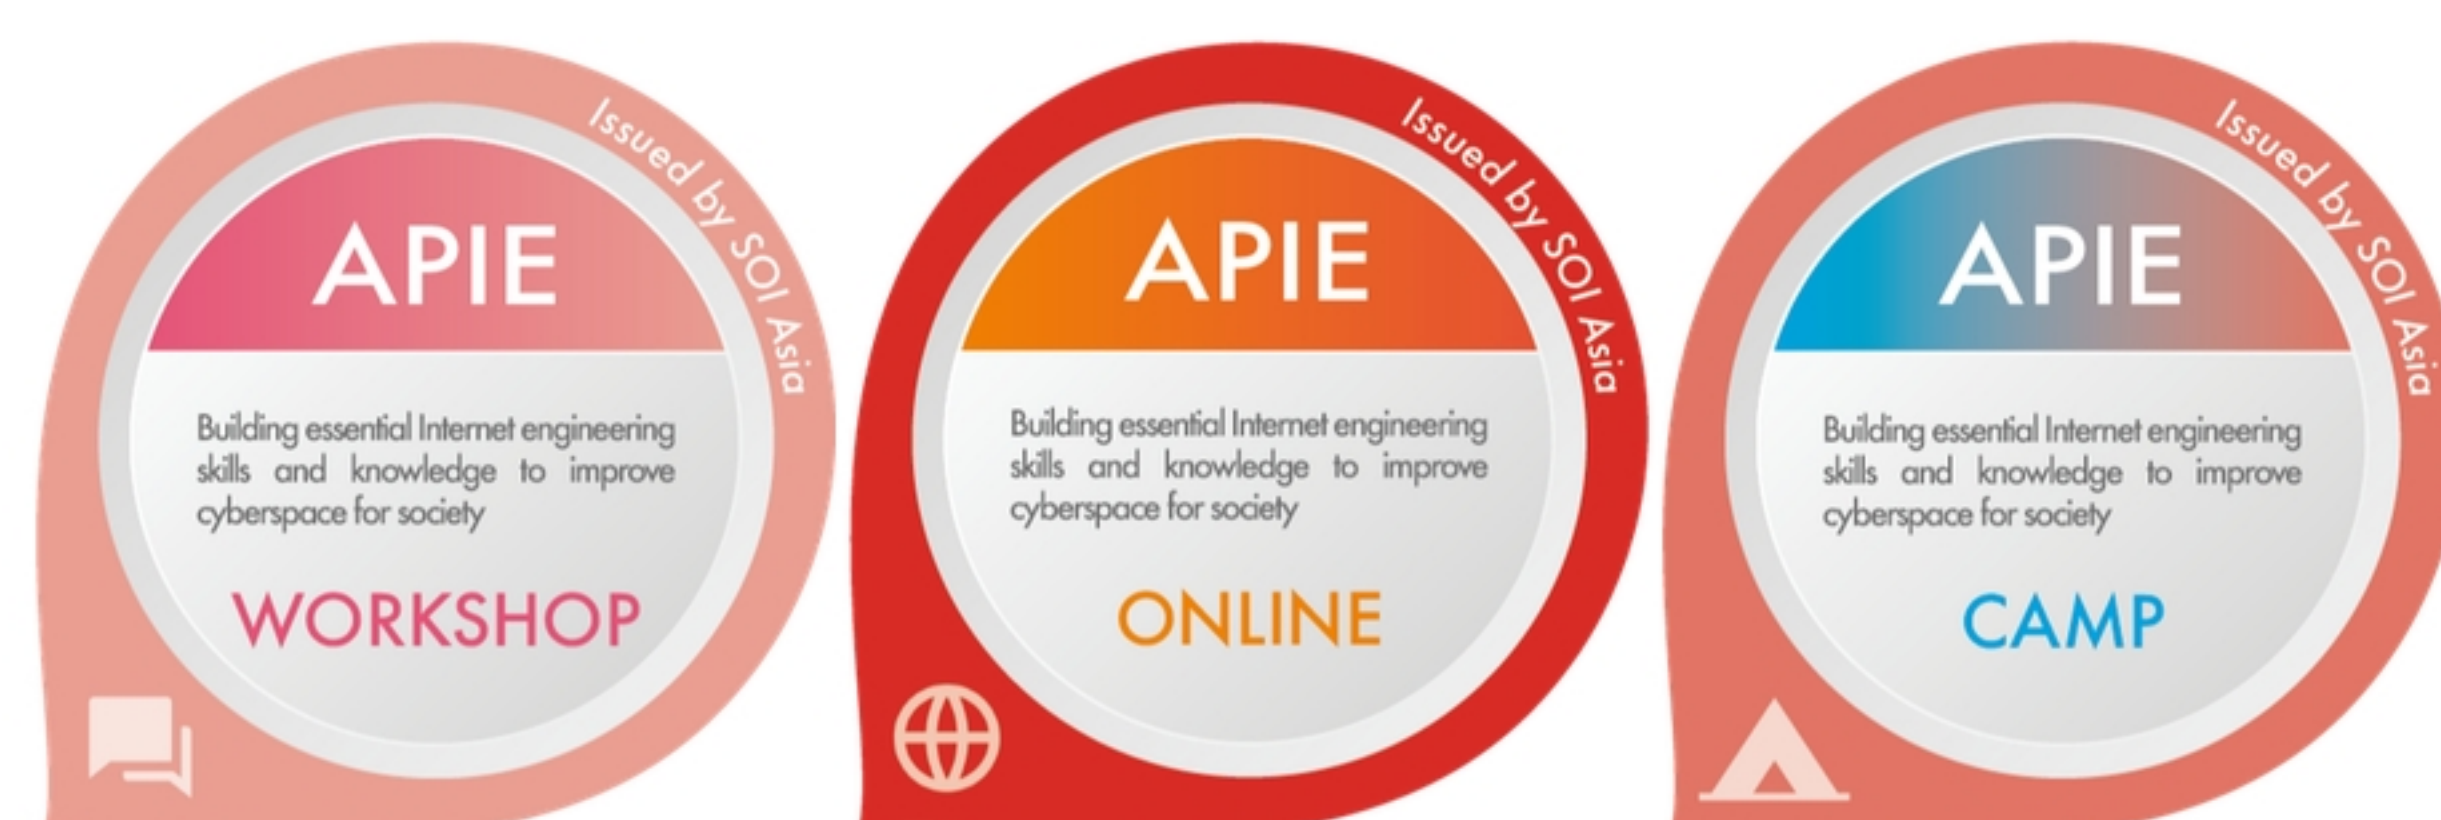 Issued by SOI Asia
APIE
Building essential Internet engineering
skills and knowledge to improve
cyberspace for society
WORKSHOP
Issued by SOI Asia
APIE
Building essential Internet engineering
skills and knowledge to improve
cyberspace for society
ONLINE
Issued by SOI Asia
APIE
Building essential Internet engineering
skills and knowledge to improve
cyberspace for society
CAMP